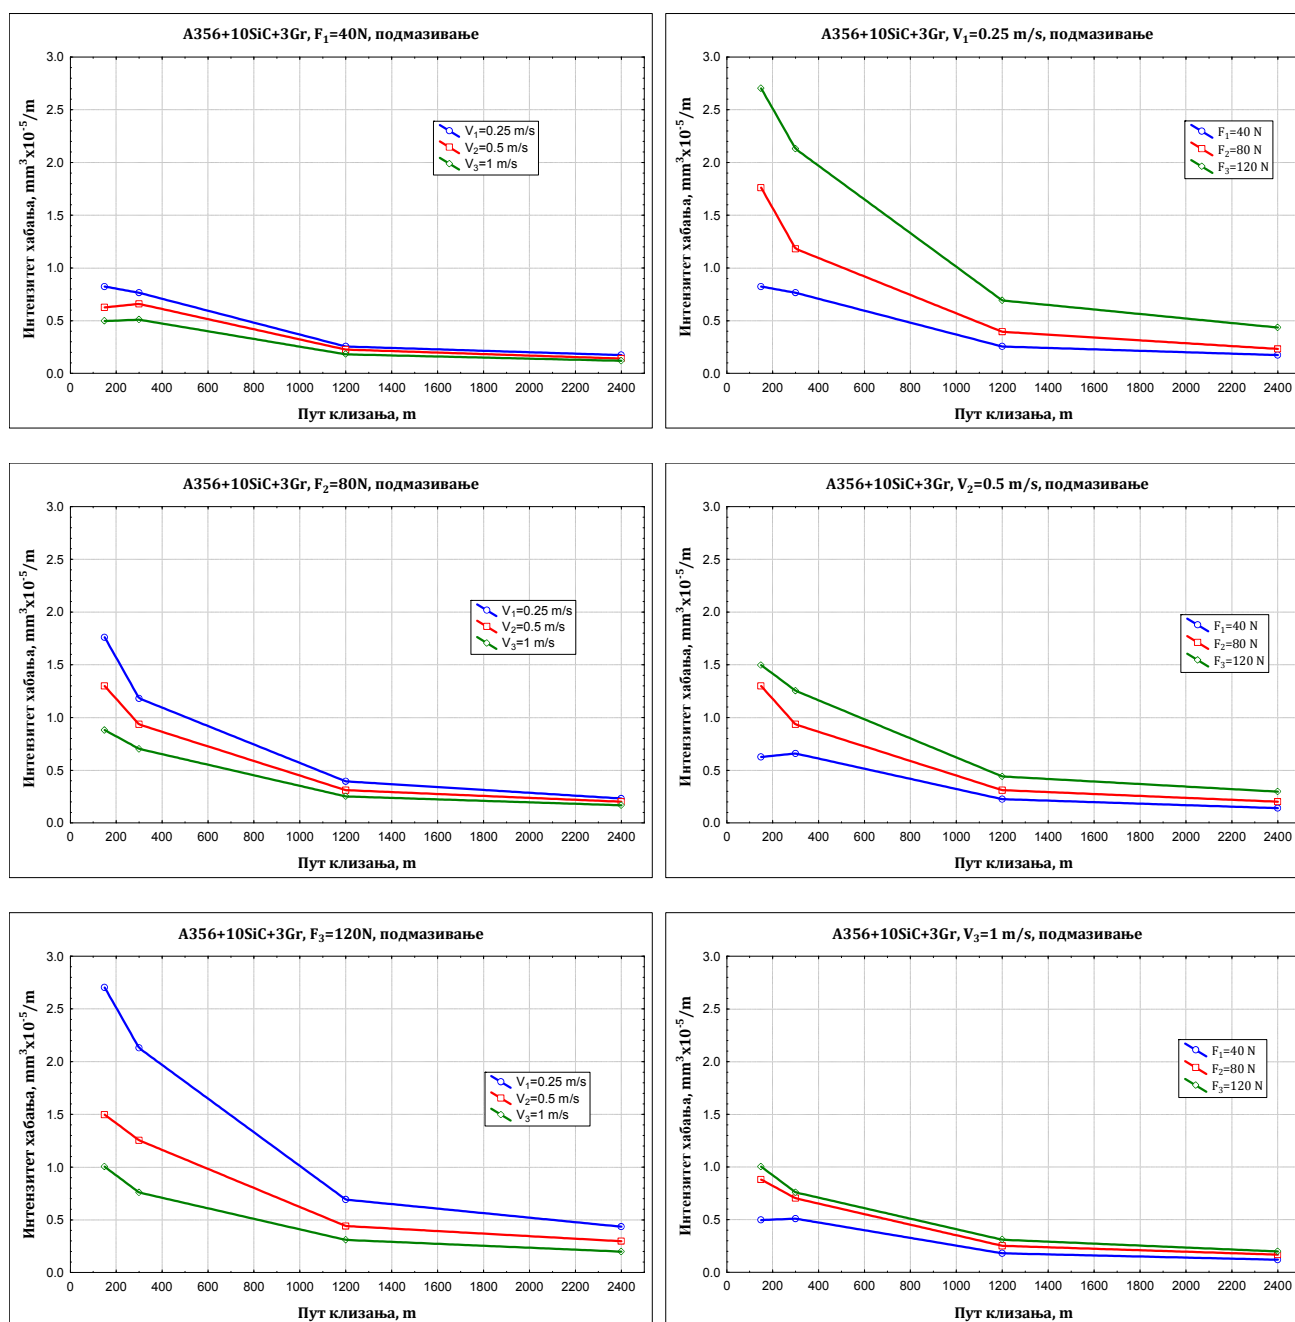 A356+10SiC+3Gr, F₁=40N, подмазивање
Интензитет хабања, mm³x10⁻⁵/m
3.0
2.5
2.0
1.5
1.0
0.5
0.0
V₁=0.25 m/s
V₂=0.5 m/s
V₃=1 m/s
0 200 400 600 800 1000 1200 1400 1600 1800 2000 2200 2400
Пут клизања, m
A356+10SiC+3Gr, V₁=0.25 m/s, подмазивање
Интензитет хабања, mm³x10⁻⁵/m
3.0
2.5
2.0
1.5
1.0
0.5
0.0
F₁=40 N
F₂=80 N
F₃=120 N
0 200 400 600 800 1000 1200 1400 1600 1800 2000 2200 2400
Пут клизања, m
A356+10SiC+3Gr, F₂=80N, подмазивање
Интензитет хабања, mm³x10⁻⁵/m
3.0
2.5
2.0
1.5
1.0
0.5
0.0
V₁=0.25 m/s
V₂=0.5 m/s
V₃=1 m/s
0 200 400 600 800 1000 1200 1400 1600 1800 2000 2200 2400
Пут клизања, m
A356+10SiC+3Gr, V₂=0.5 m/s, подмазивање
Интензитет хабања, mm³x10⁻⁵/m
3.0
2.5
2.0
1.5
1.0
0.5
0.0
F₁=40 N
F₂=80 N
F₃=120 N
0 200 400 600 800 1000 1200 1400 1600 1800 2000 2200 2400
Пут клизања, m
A356+10SiC+3Gr, F₃=120N, подмазивање
Интензитет хабања, mm³x10⁻⁵/m
3.0
2.5
2.0
1.5
1.0
0.5
0.0
V₁=0.25 m/s
V₂=0.5 m/s
V₃=1 m/s
0 200 400 600 800 1000 1200 1400 1600 1800 2000 2200 2400
Пут клизања, m
A356+10SiC+3Gr, V₃=1 m/s, подмазивање
Интензитет хабања, mm³x10⁻⁵/m
3.0
2.5
2.0
1.5
1.0
0.5
0.0
F₁=40 N
F₂=80 N
F₃=120 N
0 200 400 600 800 1000 1200 1400 1600 1800 2000 2200 2400
Пут клизања, m